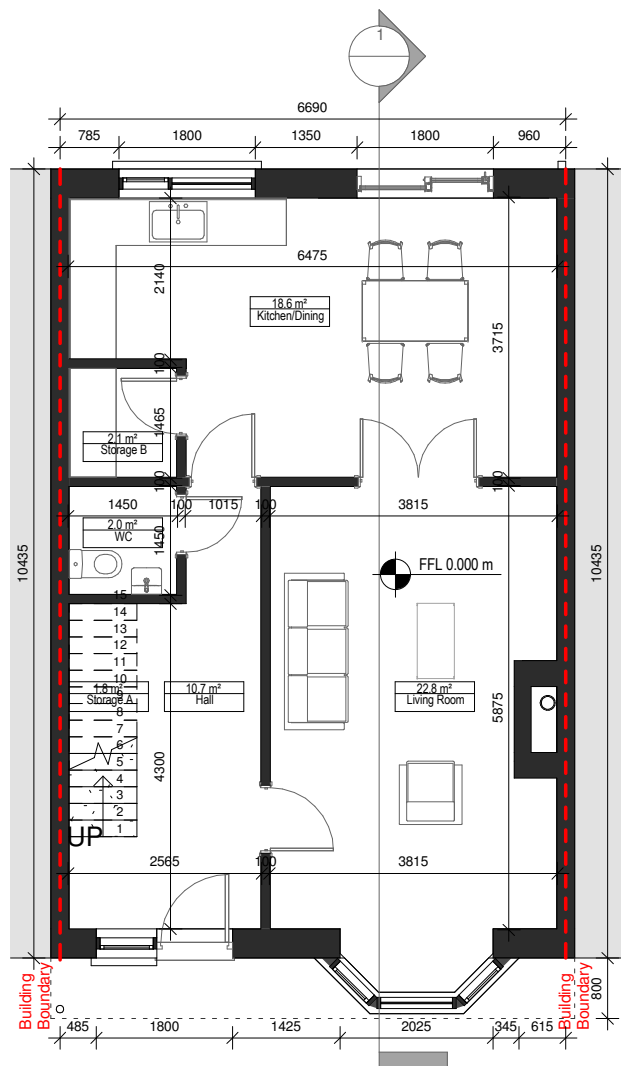 1
6690
785 1800 1350 1800 960
6475
2140
18.6 m²
Kitchen/Dining
3715
100
1465
2.1 m²
Storage B
100
100
1450 100 1015 100 3815
2.0 m²
WC
1450
10435
10435
FFL 0.000 m
15
14
13
12
11
10
9
8
7
6
5
4
3
2
1
UP
1.8 m²
Storage A
10.7 m²
Hall
22.8 m²
Living Room
5875
4300
2565 100 3815
Building
Boundary
Building
Boundary
800
485 1800 1425 2025 345 615